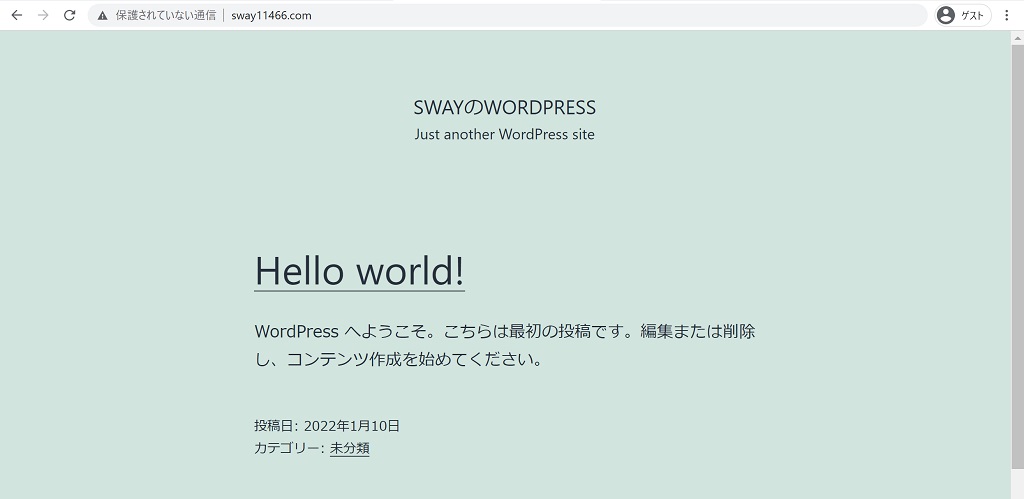 保護されていない通信 | sway11466.com ゲスト
SWAYのWORDPRESS
Just another WordPress site
Hello world!
WordPress へようこそ。こちらは最初の投稿です。編集または削除
し、コンテンツ作成を始めてください。
投稿日: 2022年1月10日
カテゴリー: 未分類